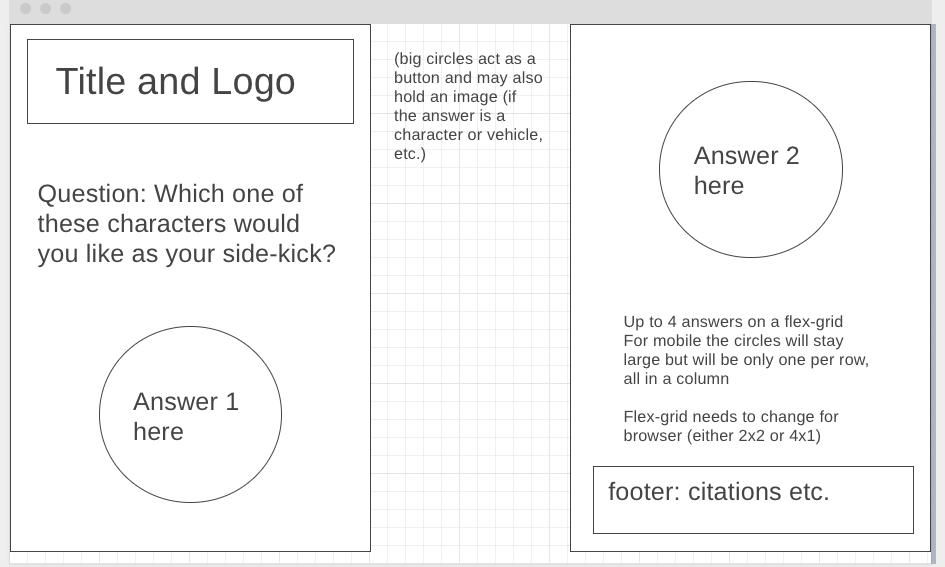 Title and Logo
Question: Which one of
these characters would
you like as your side-kick?
Answer 1
here
(big circles act as a
button and may also
hold an image (if
the answer is a
character or vehicle,
etc.)
Answer 2
here
Up to 4 answers on a flex-grid
For mobile the circles will stay
large but will be only one per row,
all in a column
Flex-grid needs to change for
browser (either 2x2 or 4x1)
footer: citations etc.